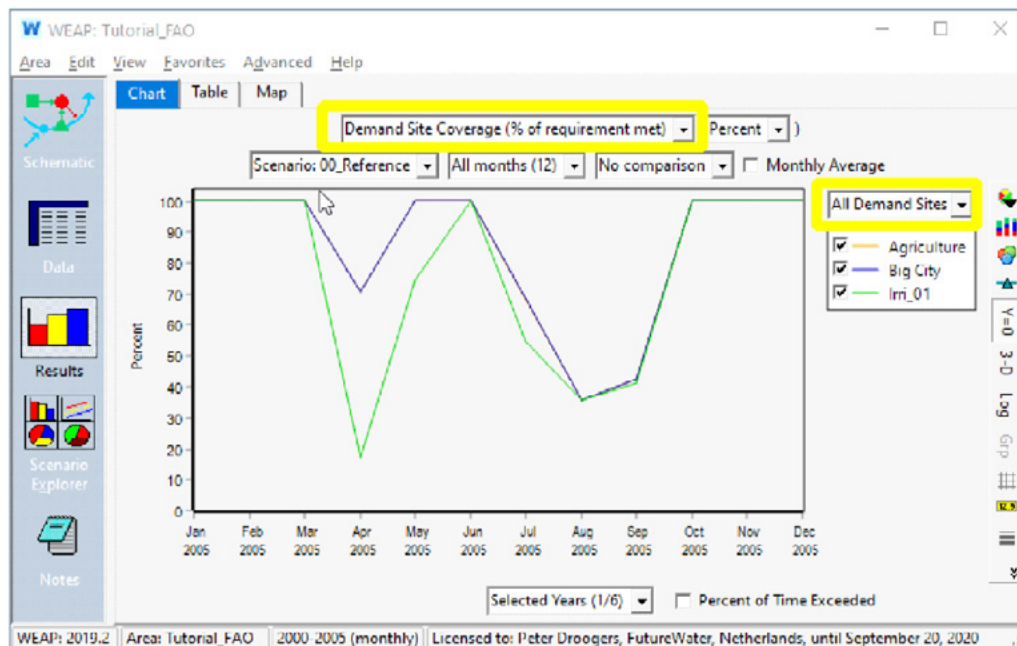 WEAP: Tutorial_FAO
Area Edit View Favorites Advanced Help
Chart Table Map
Demand Site Coverage (% of requirement met) Percent )
Scenario: 00_Reference All months (12) No comparison Monthly Average
All Demand Sites
Agriculture
Big City
Irri_01
Schematic
Data
Results
Scenario
Explorer
Notes
Percent
100
90
80
70
60
50
40
30
20
10
0
Jan Feb Mar Apr May Jun Jul Aug Sep Oct Nov Dec
2005 2005 2005 2005 2005 2005 2005 2005 2005 2005 2005 2005
Y=0
3-D
Log
Grp
Selected Years (1/6) Percent of Time Exceeded
WEAP: 2019.2 Area: Tutorial_FAO 2000-2005 (monthly) Licensed to: Peter Droogers, FutureWater, Netherlands, until September 20, 2020